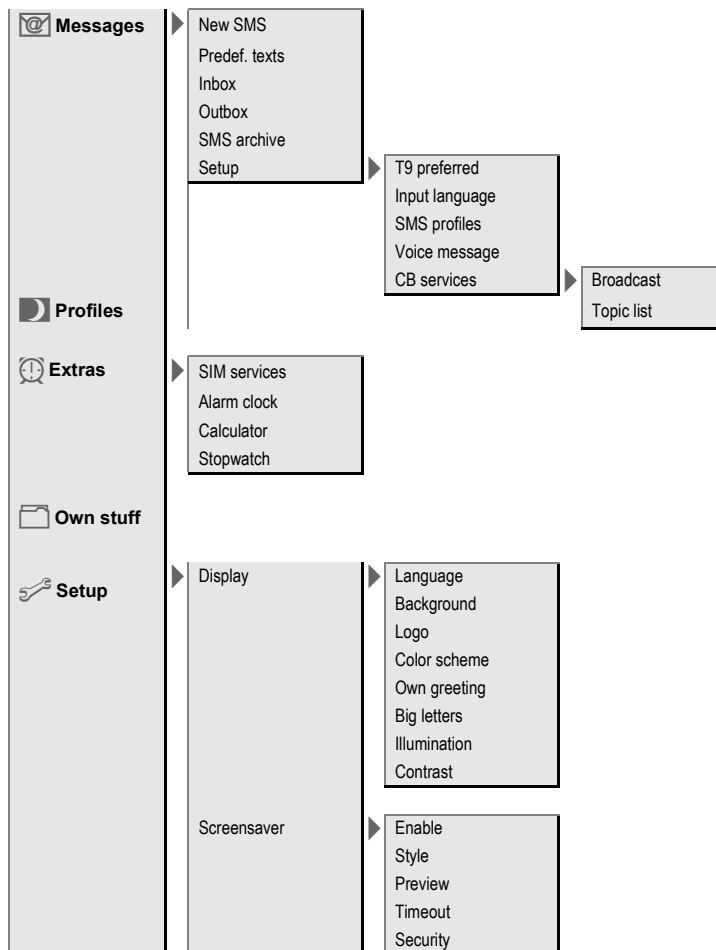 Messages
New SMS
Predef. texts
Inbox
Outbox
SMS archive
Setup
T9 preferred
Input language
SMS profiles
Voice message
CB services
Broadcast
Topic list
Profiles
Extras
SIM services
Alarm clock
Calculator
Stopwatch
Own stuff
Setup
Display
Language
Background
Logo
Color scheme
Own greeting
Big letters
Illumination
Contrast
Screensaver
Enable
Style
Preview
Timeout
Security